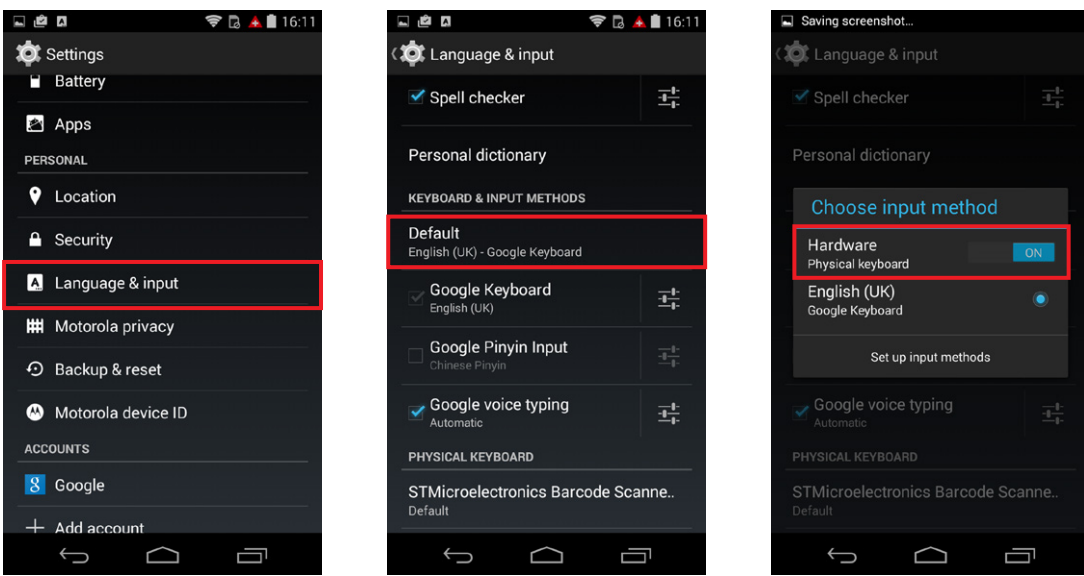 16:11
Settings
Battery
Apps
PERSONAL
Location
Security
Language & input
Motorola privacy
Backup & reset
Motorola device ID
ACCOUNTS
Google
Add account
16:11
Language & input
Spell checker
Personal dictionary
KEYBOARD & INPUT METHODS
Default
English (UK) - Google Keyboard
Google Keyboard
English (UK)
Google Pinyin Input
Chinese Pinyin
Google voice typing
Automatic
PHYSICAL KEYBOARD
STMicroelectronics Barcode Scanne..
Default
Saving screenshot...
Language & input
Spell checker
Personal dictionary
Choose input method
Hardware
Physical keyboard
ON
English (UK)
Google Keyboard
Set up input methods
Google voice typing
Automatic
PHYSICAL KEYBOARD
STMicroelectronics Barcode Scanne..
Default